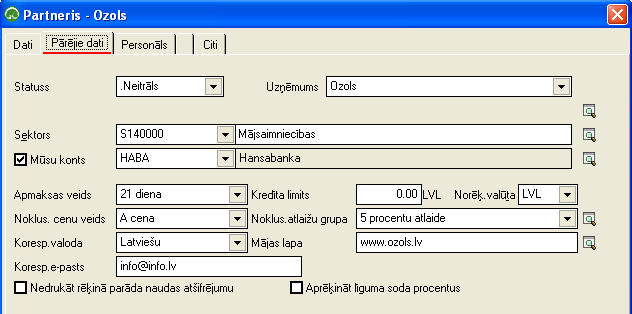 Partneris - Ozols
Dati Pārējie dati Personāls Citi
Statuss .Neitrāls Uzņēmums Ozols
Sektors S140000 Mājsaimniecības
Mūsu konts HABA Hansabanka
Apmaksas veids 21 diena Kredīta limits 0.00 LVL Norēķ.valūta LVL
Noklus. cenu veids A cena Noklus.atlaižu grupa 5 procentu atlaide
Koresp.valoda Latviešu Mājas lapa www.ozols.lv
Koresp.e-pasts info@info.lv
Nedrukāt rēķinā parāda naudas atšifrējumu Aprēķināt līguma soda procentus